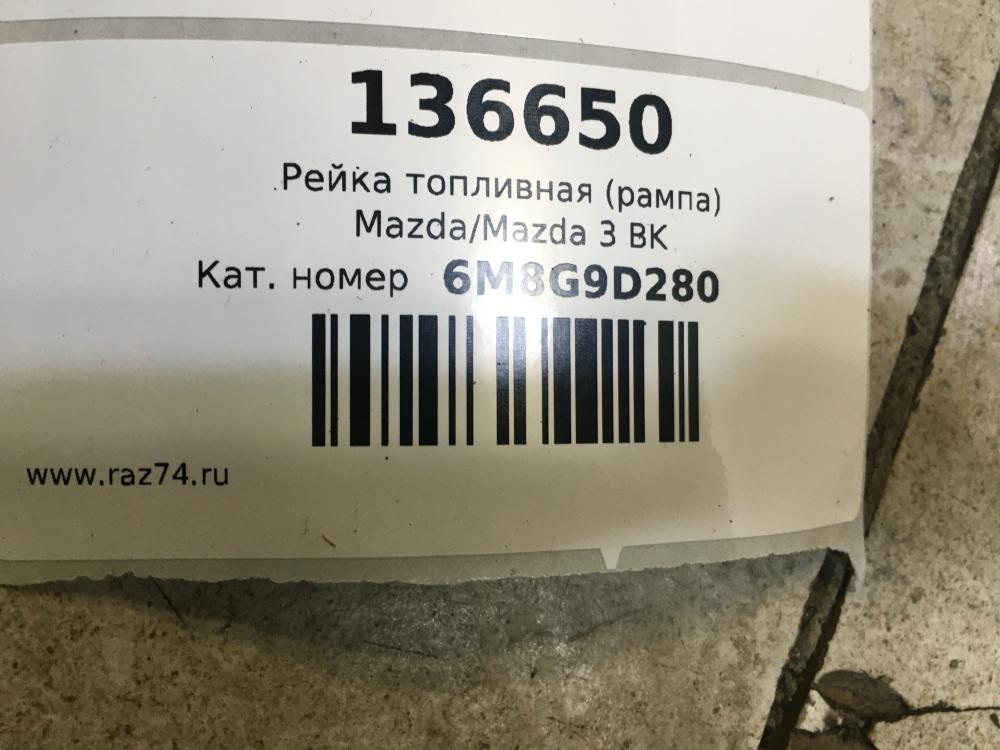 136650
Рейка топливная (рампа)
Mazda/Mazda 3 BK
Кат. номер 6M8G9D280
www.raz74.ru